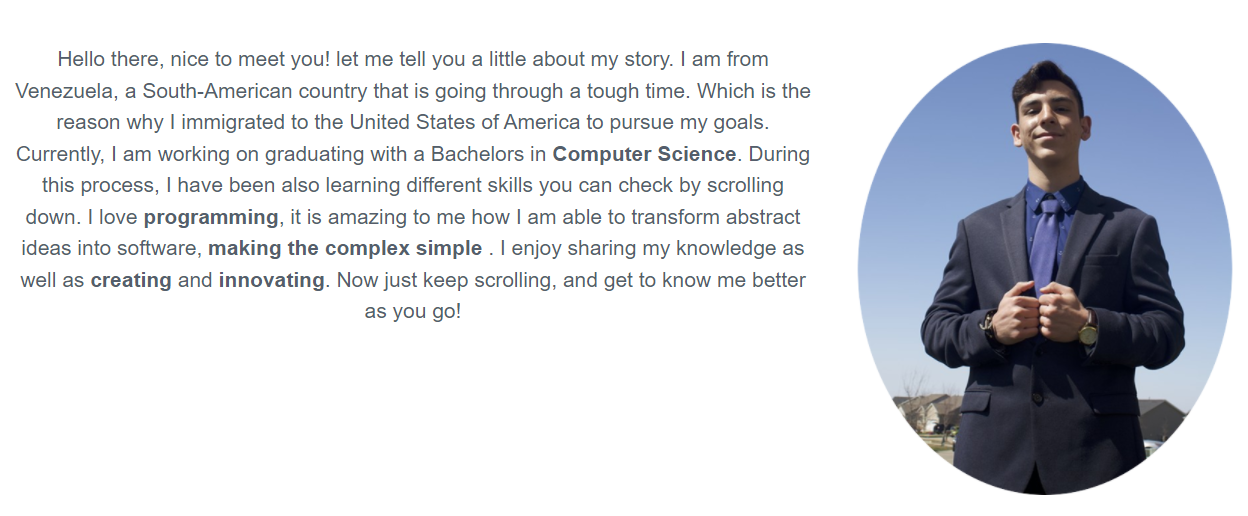 Hello there, nice to meet you! let me tell you a little about my story. I am from
Venezuela, a South-American country that is going through a tough time. Which is the
reason why I immigrated to the United States of America to pursue my goals.
Currently, I am working on graduating with a Bachelors in Computer Science. During
this process, I have been also learning different skills you can check by scrolling
down. I love programming, it is amazing to me how I am able to transform abstract
ideas into software, making the complex simple . I enjoy sharing my knowledge as
well as creating and innovating. Now just keep scrolling, and get to know me better
as you go!